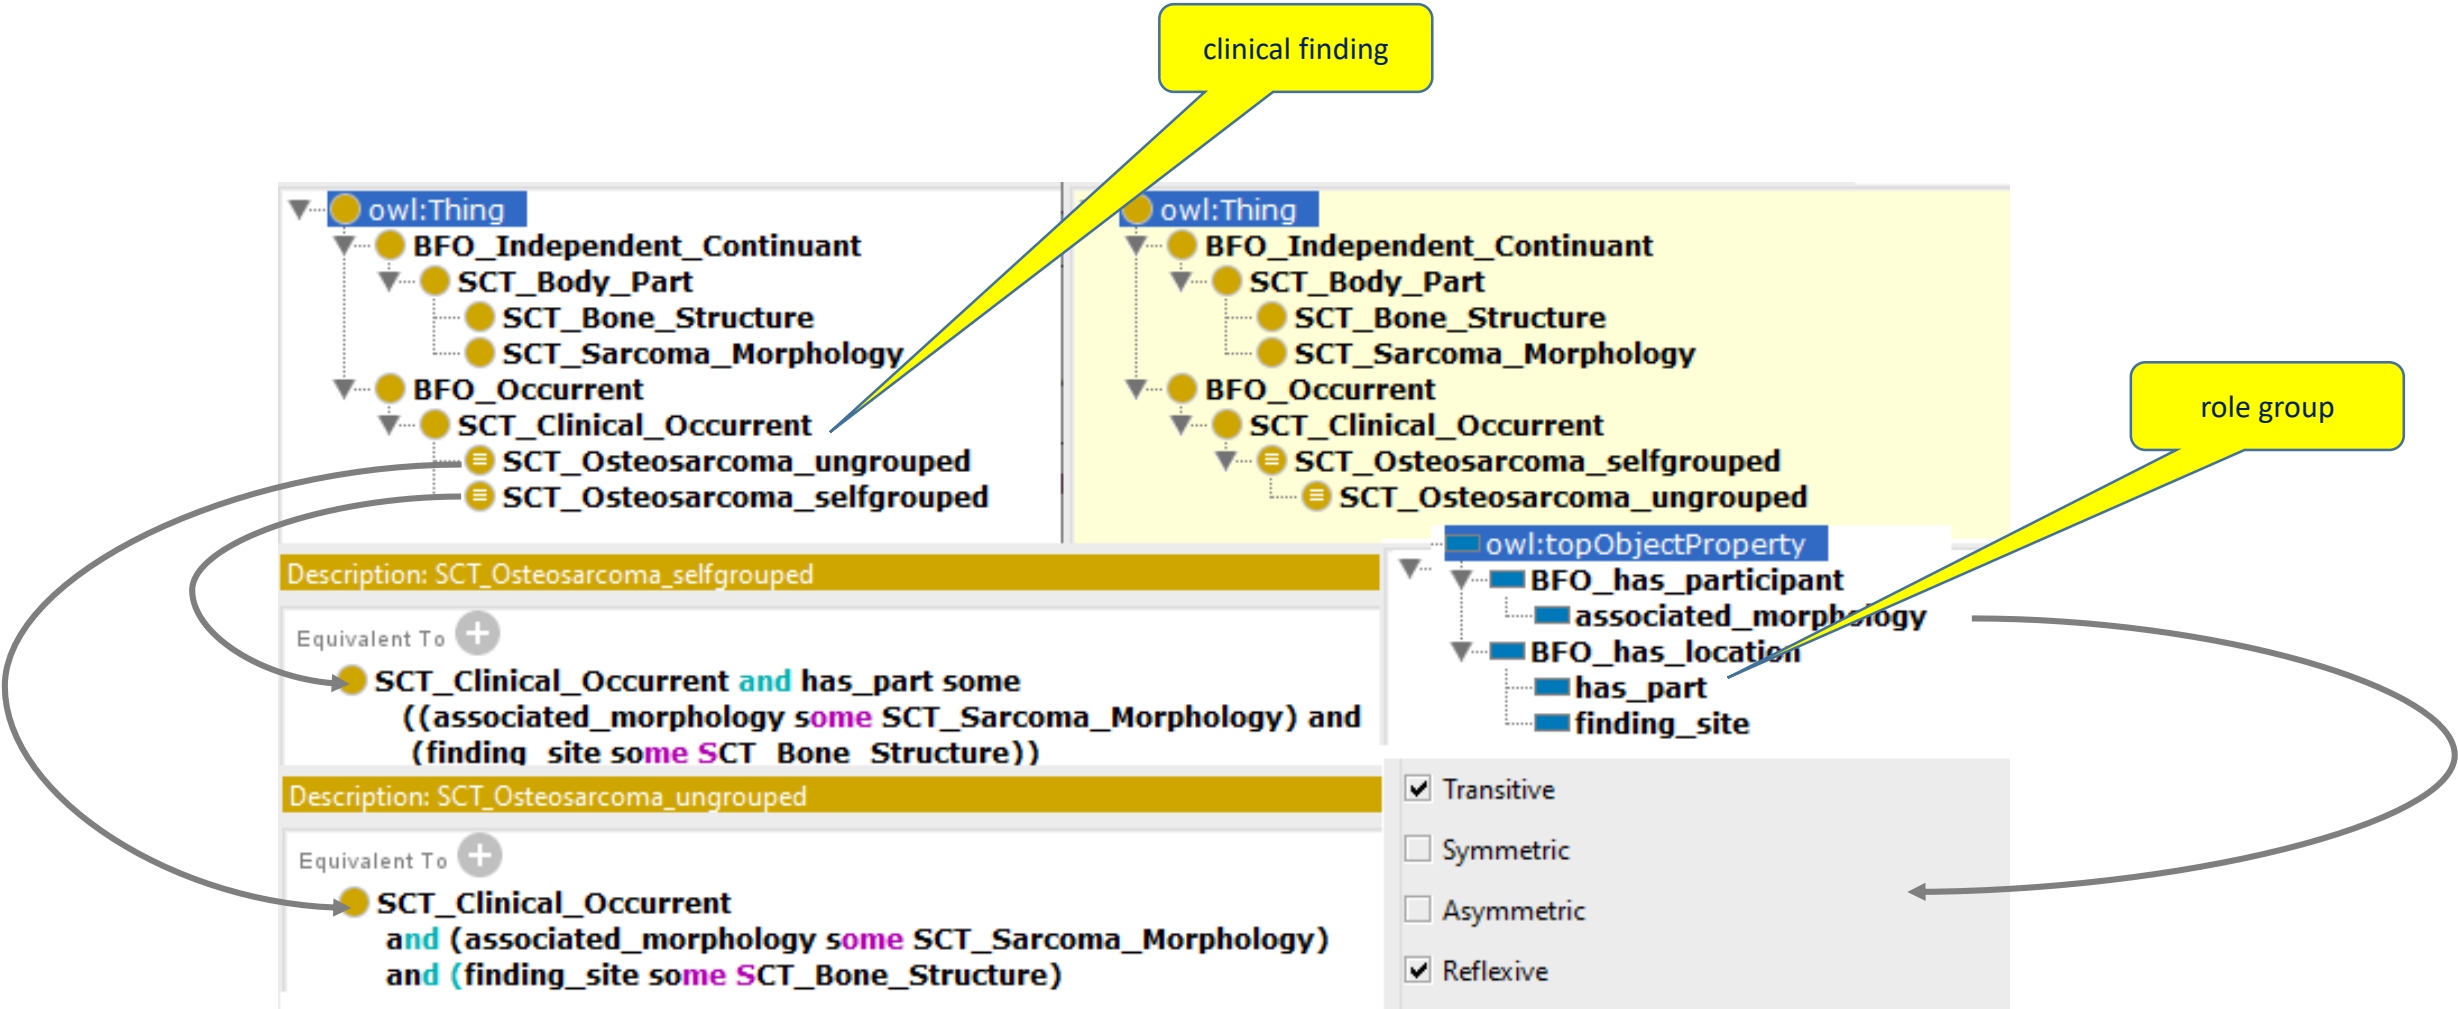 clinical finding
owl:Thing
BFO_Independent_Continuant
SCT_Body_Part
SCT_Bone_Structure
SCT_Sarcoma_Morphology
BFO_Occurrent
SCT_Clinical_Occurrent
SCT_Osteosarcoma_ungrouped
SCT_Osteosarcoma_selfgrouped
owl:Thing
BFO_Independent_Continuant
SCT_Body_Part
SCT_Bone_Structure
SCT_Sarcoma_Morphology
BFO_Occurrent
SCT_Clinical_Occurrent
SCT_Osteosarcoma_selfgrouped
SCT_Osteosarcoma_ungrouped
role group
Description: SCT_Osteosarcoma_selfgrouped
Equivalent To
SCT_Clinical_Occurrent and has_part some
((associated_morphology some SCT_Sarcoma_Morphology) and
(finding_site some SCT_Bone_Structure))
Description: SCT_Osteosarcoma_ungrouped
Equivalent To
SCT_Clinical_Occurrent
and (associated_morphology some SCT_Sarcoma_Morphology)
and (finding_site some SCT_Bone_Structure)
owl:topObjectProperty
BFO_has_participant
associated_morphology
BFO_has_location
has_part
finding_site
Transitive
Symmetric
Asymmetric
Reflexive